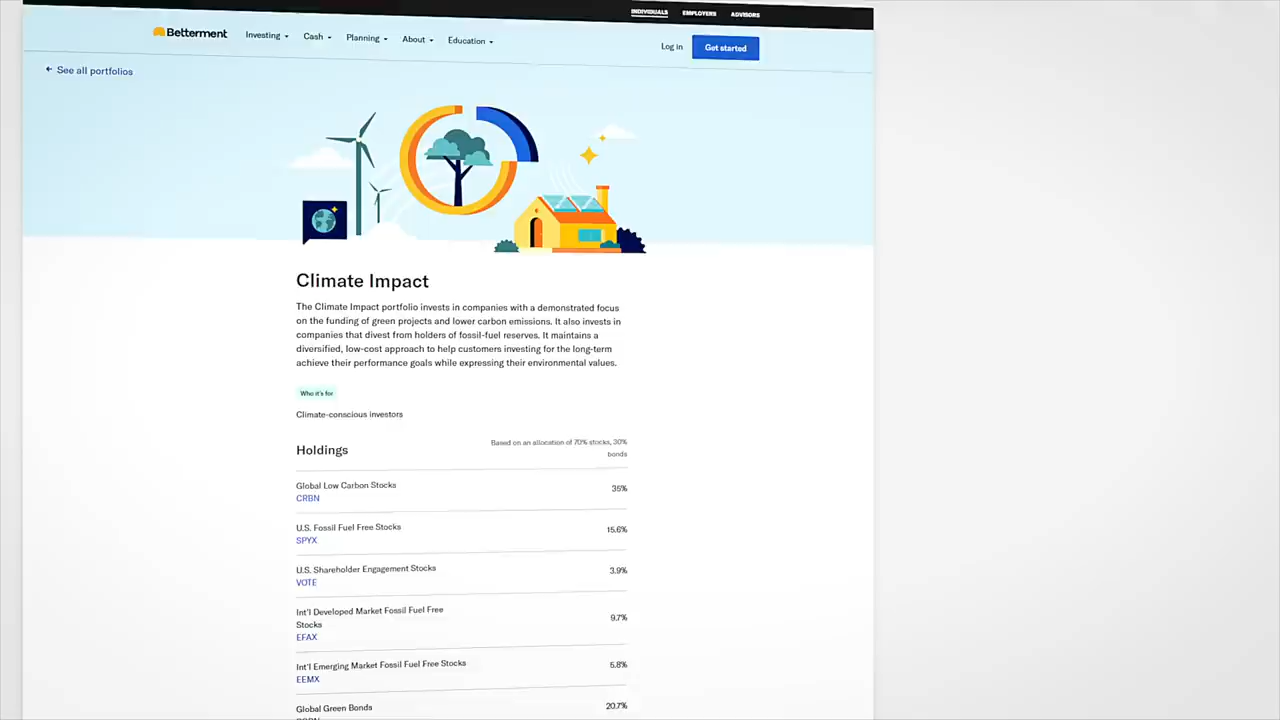 INDIVIDUALS EMPLOYERS ADVISORS
Betterment Investing Cash Planning About Education Log in Get started
← See all portfolios
Climate Impact
The Climate Impact portfolio invests in companies with a demonstrated focus
on the funding of green projects and lower carbon emissions. It also invests in
companies that divest from holders of fossil-fuel reserves. It maintains a
diversified, low-cost approach to help customers investing for the long-term
achieve their performance goals while expressing their environmental values.
Who it's for
Climate-conscious investors
Holdings
Based on an allocation of 70% stocks, 30%
bonds
Global Low Carbon Stocks
CRBN
35%
U.S. Fossil Fuel Free Stocks
SPYX
15.6%
U.S. Shareholder Engagement Stocks
VOTE
3.9%
Int'l Developed Market Fossil Fuel Free
Stocks
EFAX
9.7%
Int'l Emerging Market Fossil Fuel Free Stocks
EEMX
5.8%
Global Green Bonds
20.7%